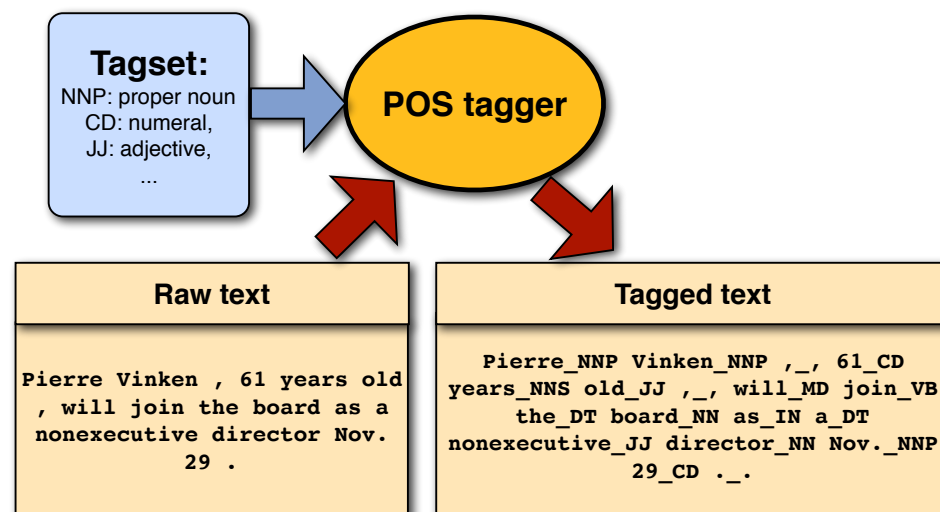 Tagset:
NNP: proper noun
CD: numeral,
JJ: adjective,
...
POS tagger
Raw text
Pierre Vinken , 61 years old
, will join the board as a
nonexecutive director Nov.
29 .
Tagged text
Pierre_NNP Vinken_NNP ,_, 61_CD
years_NNS old_JJ ,_, will_MD join_VB
the_DT board_NN as_IN a_DT
nonexecutive_JJ director_NN Nov._NNP
29_CD ._.